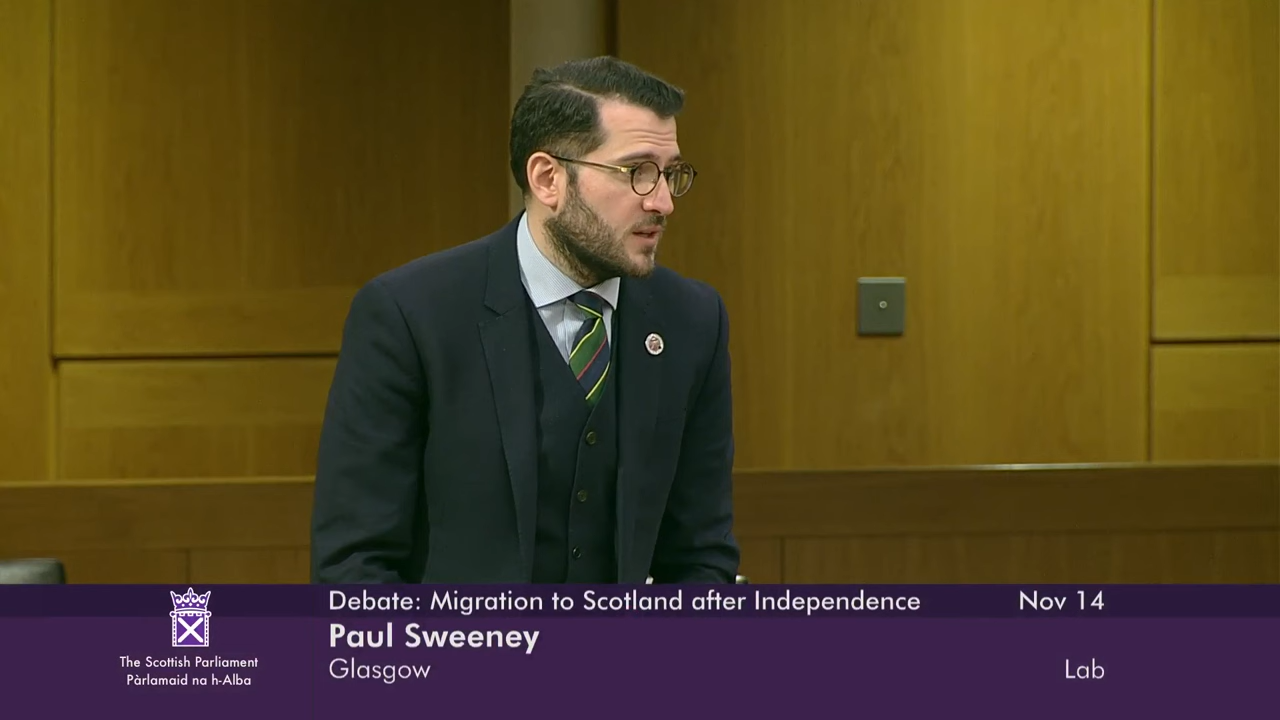 Debate: Migration to Scotland after Independence Nov 14
Paul Sweeney
Glasgow Lab
The Scottish Parliament
Pàrlamaid na h-Alba